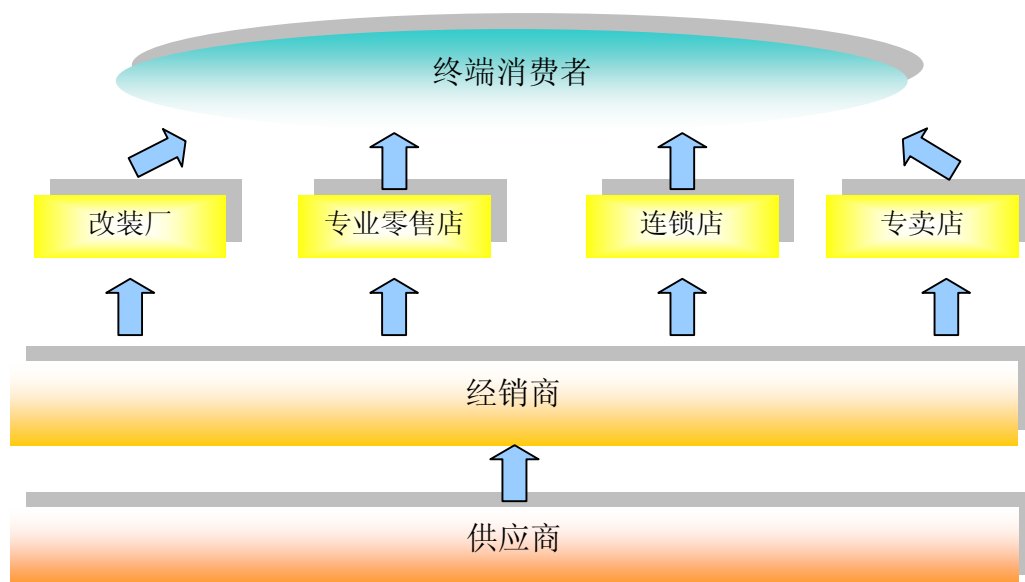 终端消费者
改装厂
专业零售店
连锁店
专卖店
经销商
供应商